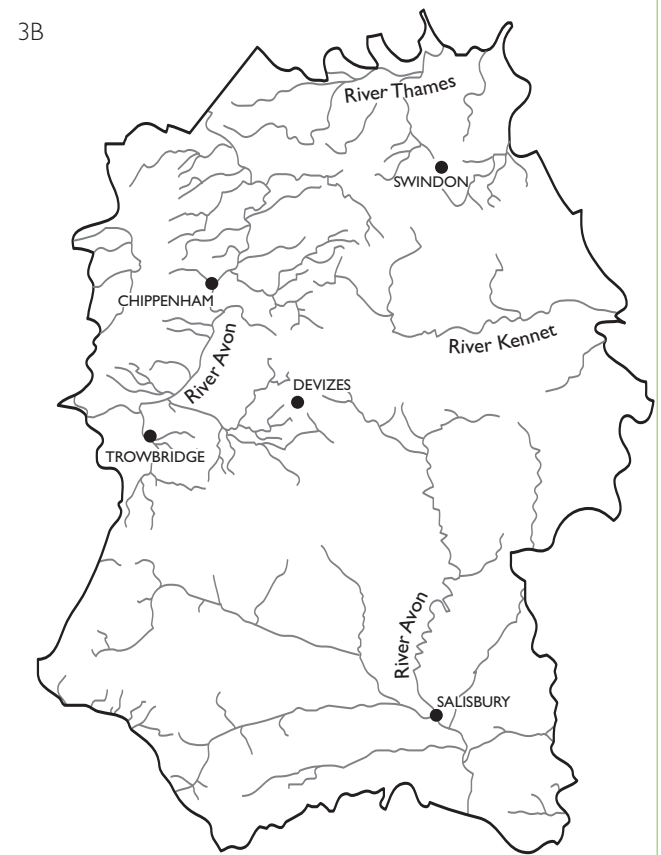 3B
River Thames
SWINDON
CHIPPENHAM
River Avon
River Kennet
DEVIZES
TROWBRIDGE
River Avon
SALISBURY